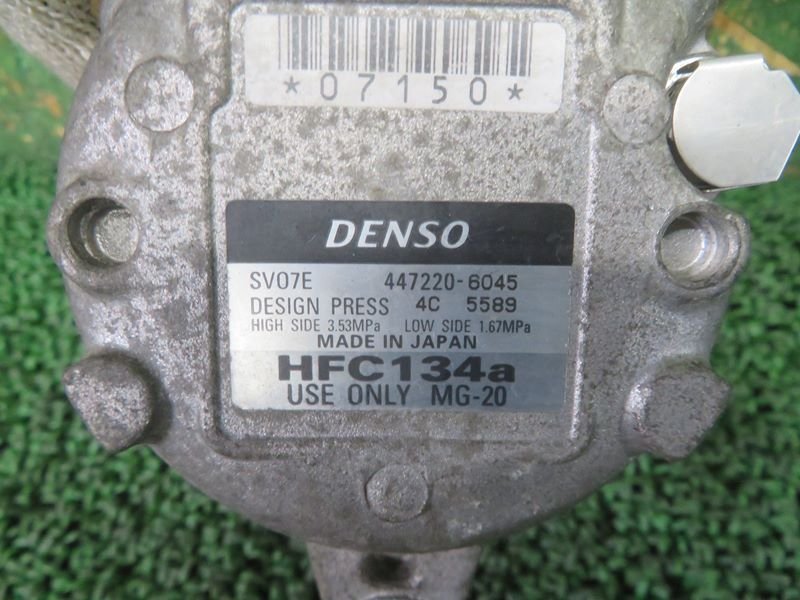 *07150*
DENSO
SV07E 447220-6045
DESIGN PRESS 4C 5589
HIGH SIDE 3.53MPa LOW SIDE 1.67MPa
MADE IN JAPAN
HFC134a
USE ONLY MG-20